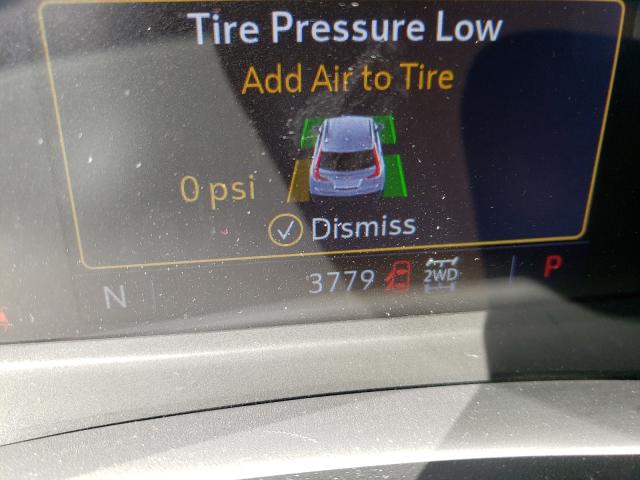 Tire Pressure Low
Add Air to Tire
0 psi
Dismiss
N 3779 2WD P